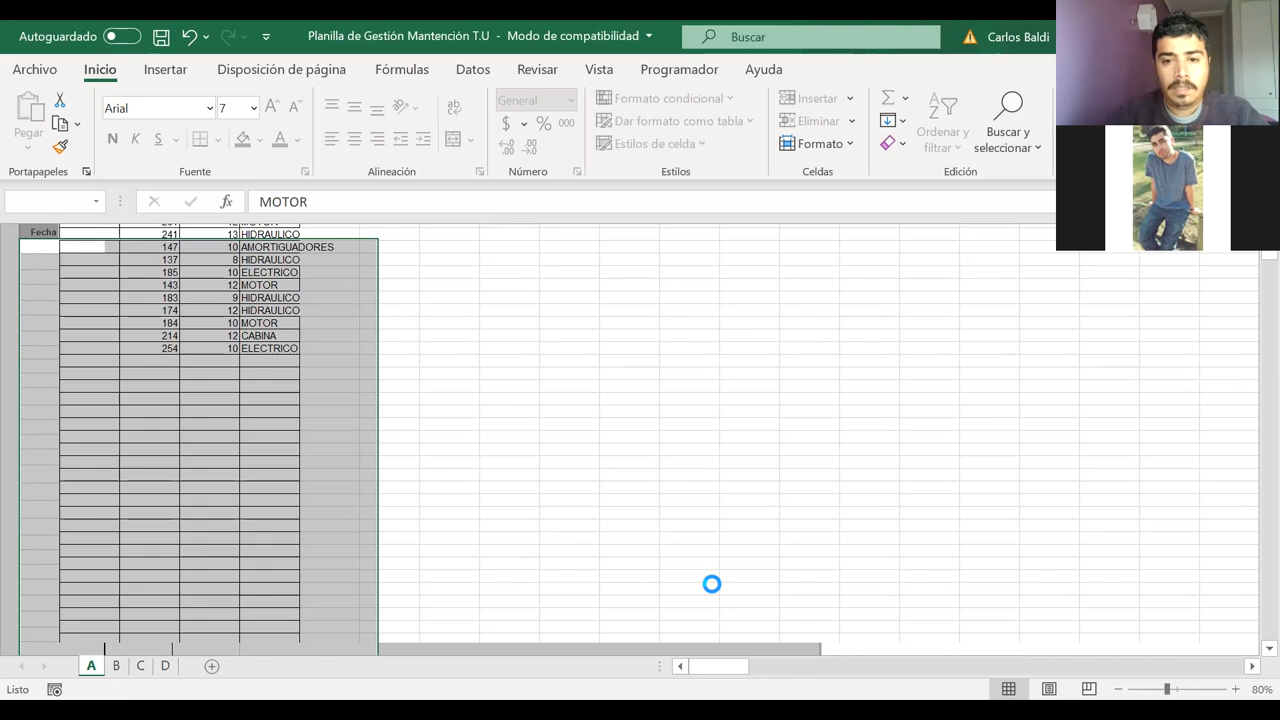 Autoguardado Planilla de Gestión Mantención T.U - Modo de compatibilidad Buscar Carlos Baldi
Archivo Inicio Insertar Disposición de página Fórmulas Datos Revisar Vista Programador Ayuda
Pegar
Arial 7
N K S
General
$ % 000
Formato condicional
Dar formato como tabla
Estilos de celda
Insertar
Eliminar
Formato
Ordenar y filtrar
Buscar y seleccionar
Portapapeles Fuente Alineación Número Estilos Celdas Edición
MOTOR
Fecha 241 13 HIDRAULICO
147 10 AMORTIGUADORES
137 8 HIDRAULICO
185 10 ELECTRICO
143 12 MOTOR
183 9 HIDRAULICO
174 12 HIDRAULICO
184 10 MOTOR
214 12 CABINA
254 10 ELECTRICO
A B C D
Listo 80%